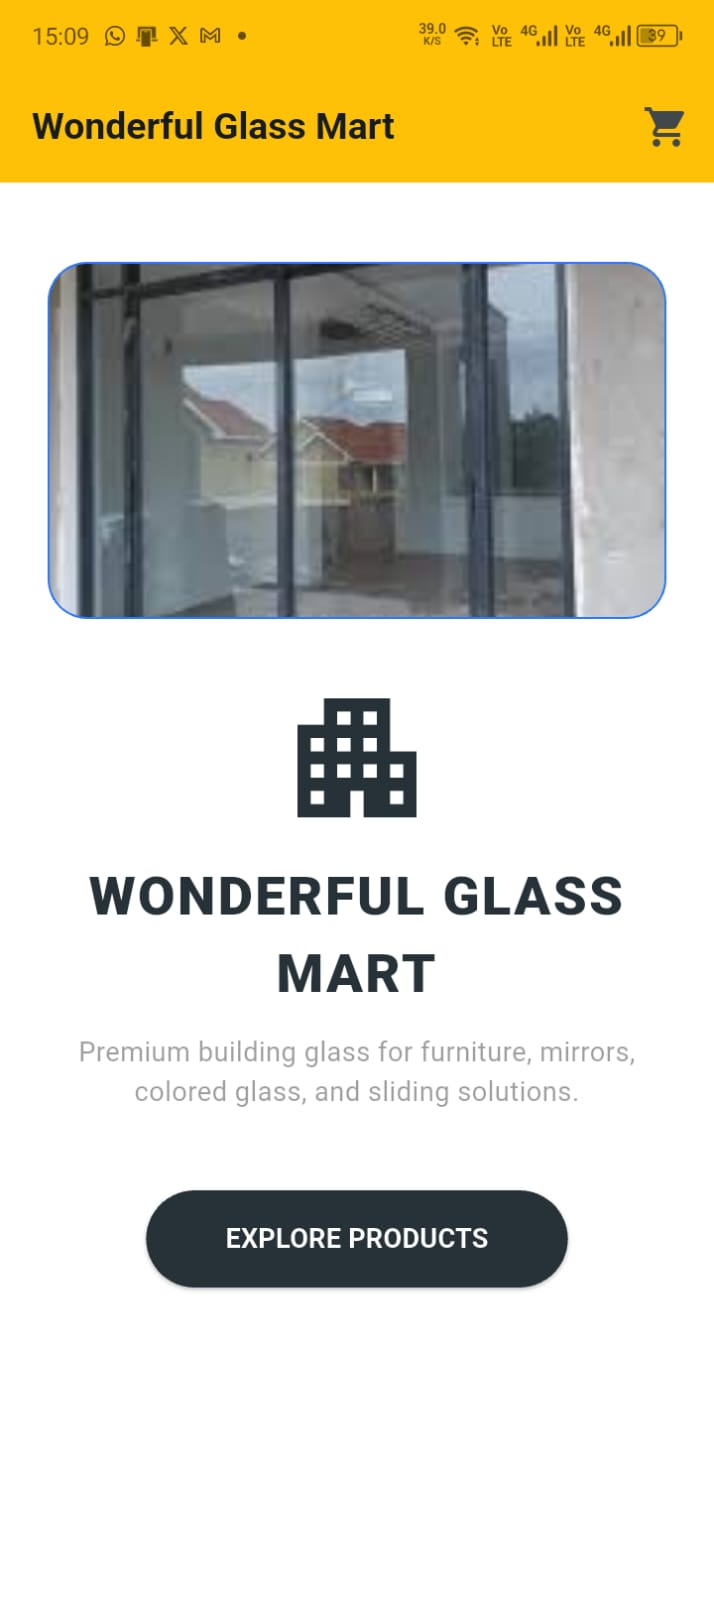 15:09 39.0 K/S Vo LTE 4G Vo LTE 4G 39
Wonderful Glass Mart
WONDERFUL GLASS
MART
Premium building glass for furniture, mirrors,
colored glass, and sliding solutions.
EXPLORE PRODUCTS